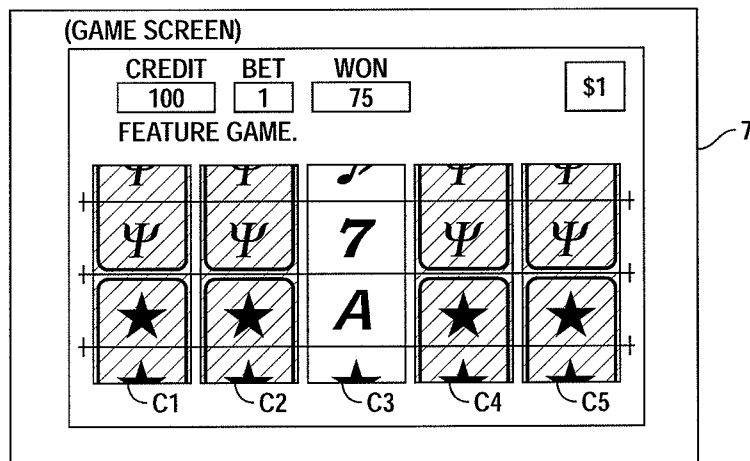 (GAME SCREEN)
CREDIT BET WON
100 1 75 $1
FEATURE GAME.
7
Ψ Ψ Ψ Ψ
Ψ Ψ 7 Ψ Ψ
A
C1 C2 C3 C4 C5